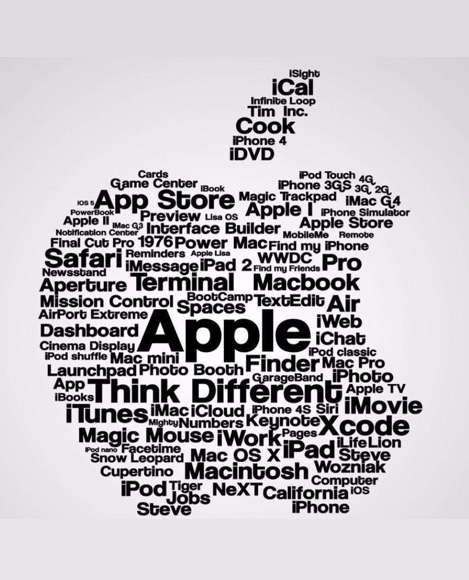 iSight
iCal
Infinite Loop
Tim Inc.
Cook
iPhone 4
iDVD
Cards iPod Touch 4G
Game Center iBook iPhone 3GS 3G, 2G,
iOS 5 App Store Magic Trackpad iMac G4
PowerBook Preview Lisa OS Apple I iPhone Simulator
Apple II iMac G3 Interface Builder Apple Store
Notification Center MobileMe Remote
Final Cut Pro 1976 Power Mac Find my iPhone
Safari Reminders Apple Lisa WWDC Pro
Newsstand iMessage iPad 2 Find my Friends
Aperture Terminal Macbook
Mission Control BootCamp TextEdit Air
AirPort Extreme Spaces
Dashboard Apple iWeb
Cinema Display iChat
iPod shuffle Mac mini iPod classic
Launchpad Photo Booth Finder Mac Pro
App Think Different GarageBand iPhoto
iBooks Apple TV
iTunes iMac iCloud iPhone 4S Siri iMovie
Mighty Numbers Keynote Xcode
Magic Mouse iWork Pages iLife Lion
iPod nano Facetime Mac OS X iPad Steve
Snow Leopard
Cupertino Macintosh Wozniak
Computer
iPod Tiger NeXT California iOS
Jobs
Steve iPhone